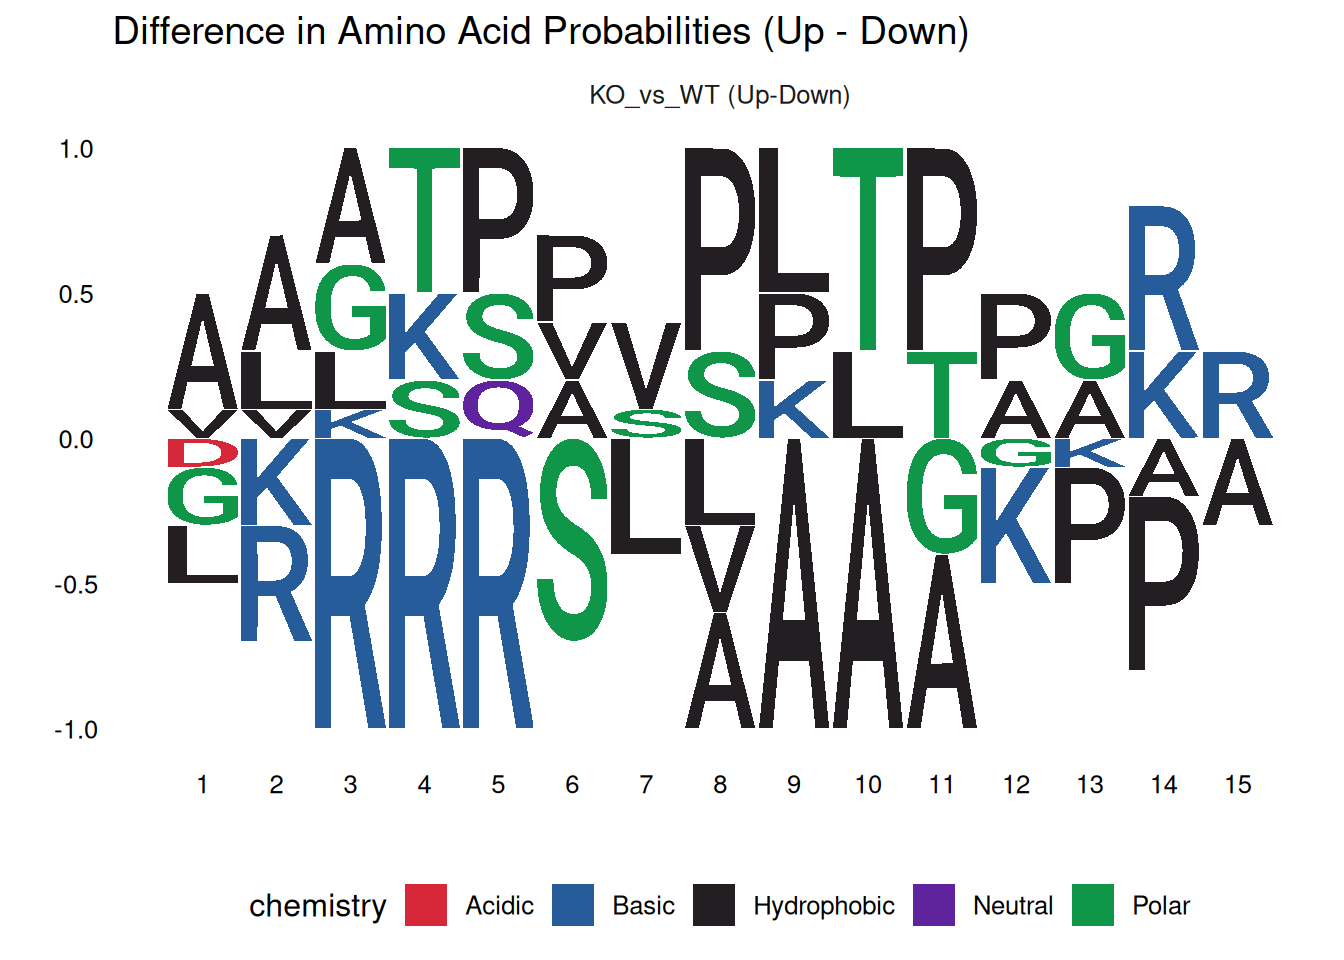 Difference in Amino Acid Probabilities (Up - Down)
KO_vs_WT (Up-Down)
1.0
0.5
0.0
-0.5
-1.0
A V D G L
A L V K R
A G L K R
T K S R
P S Q R
P V A S
V S L
P S L V A
L P K A
T L A
P T G A
P A G K
G A K P
R K A P
R A
1 2 3 4 5 6 7 8 9 10 11 12 13 14 15
chemistry Acidic Basic Hydrophobic Neutral Polar